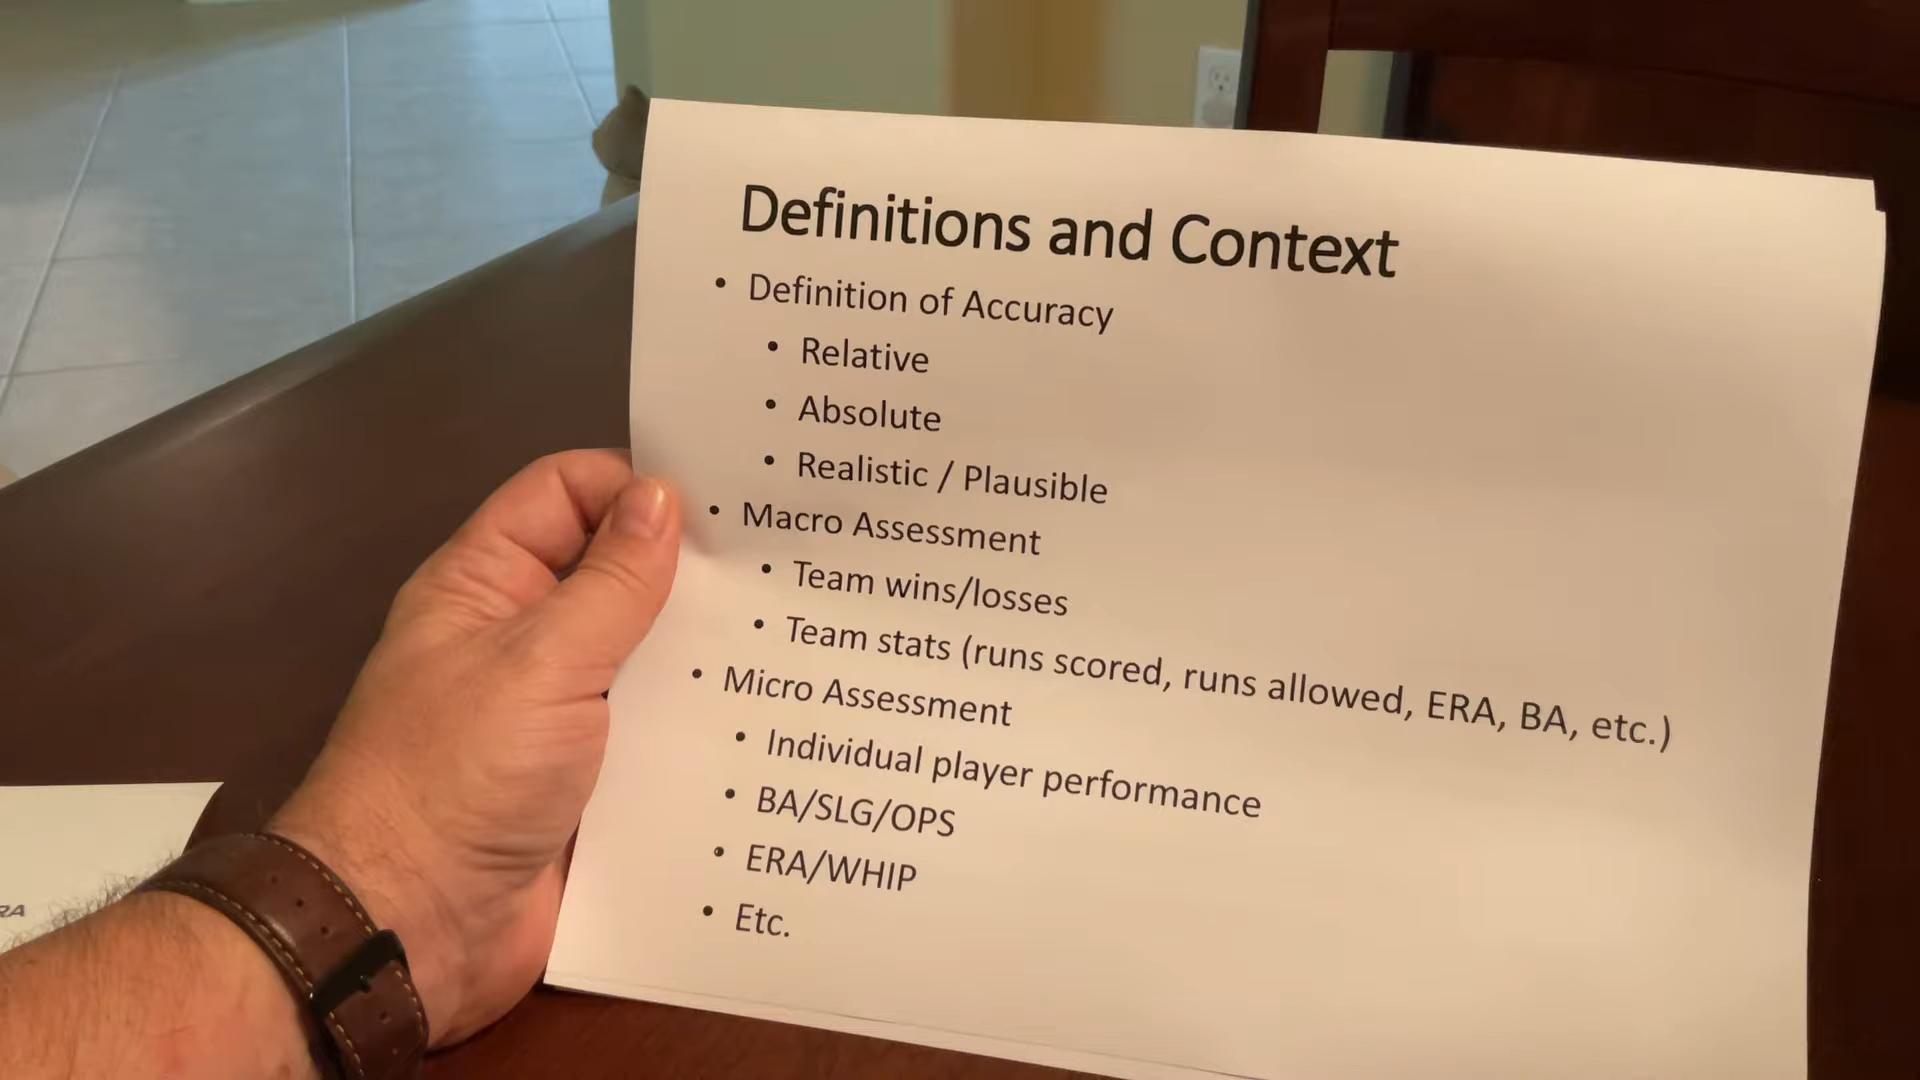 Definitions and Context
• Definition of Accuracy
• Relative
• Absolute
• Realistic / Plausible
• Macro Assessment
• Team wins/losses
• Team stats (runs scored, runs allowed, ERA, BA, etc.)
• Micro Assessment
• Individual player performance
• BA/SLG/OPS
• ERA/WHIP
• Etc.
RA